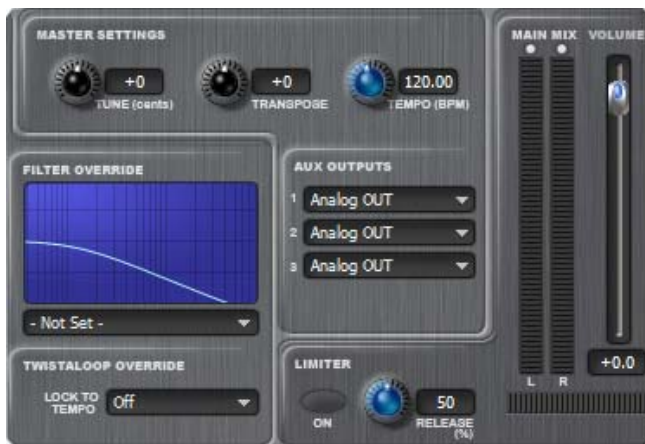 MASTER SETTINGS
+0
TUNE (cents)
+0
TRANSPOSE
120.00
TEMPO (BPM)
MAIN MIX
VOLUME
FILTER OVERRIDE
- Not Set -
AUX OUTPUTS
1 Analog OUT
2 Analog OUT
3 Analog OUT
TWISTALOOP OVERRIDE
LOCK TO
TEMPO
Off
LIMITER
ON
50
RELEASE
(%)
L R
+0.0